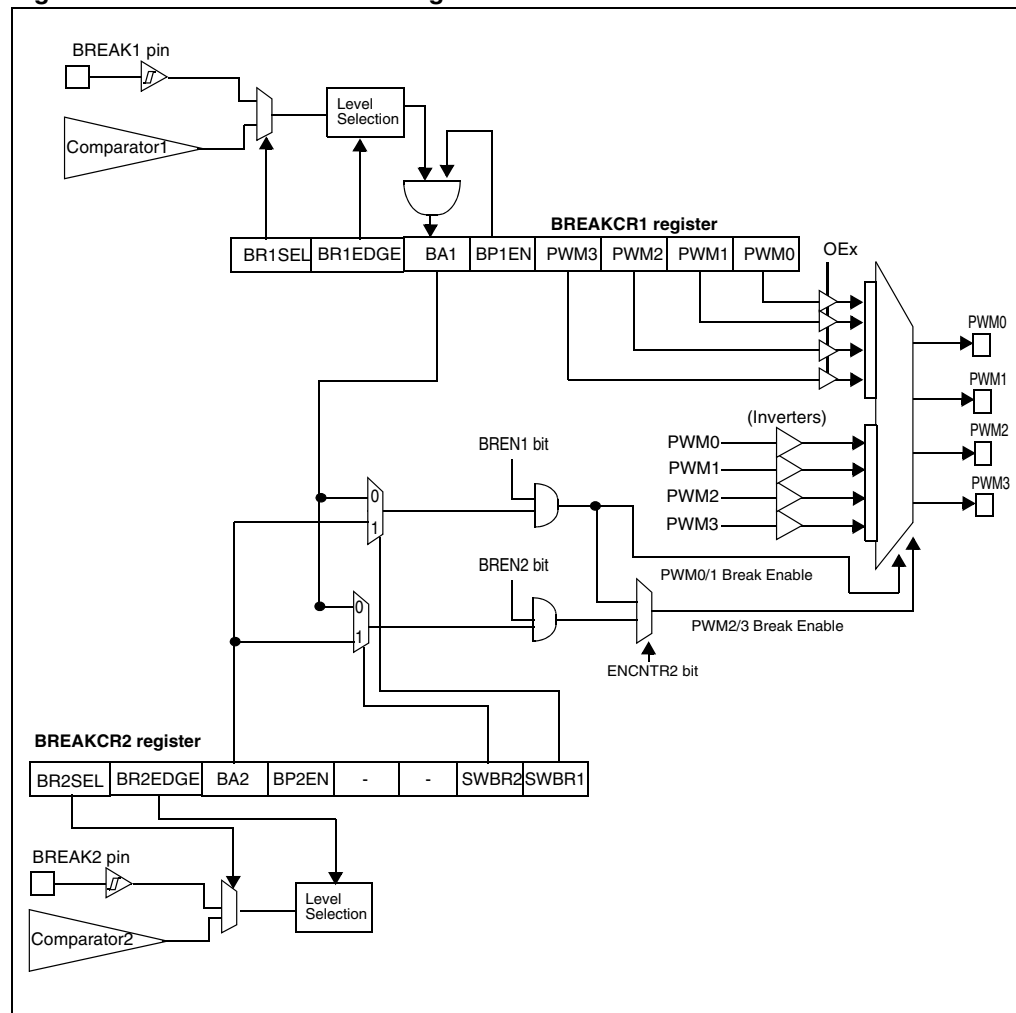 BREAK1 pin
Level
Selection
Comparator1
BREAKCR1 register
BR1SEL BR1EDGE BA1 BP1EN PWM3 PWM2 PWM1 PWM0
OEx
PWM0
PWM1
PWM2
PWM3
(Inverters)
PWM0
PWM1
PWM2
PWM3
BREN1 bit
0
1
PWM0/1 Break Enable
BREN2 bit
0
1
PWM2/3 Break Enable
ENCNTR2 bit
BREAKCR2 register
BR2SEL BR2EDGE BA2 BP2EN - - SWBR2 SWBR1
BREAK2 pin
Level
Selection
Comparator2